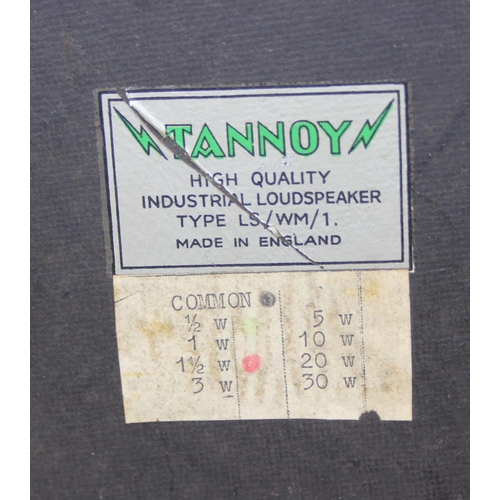 TANNOY
HIGH QUALITY
INDUSTRIAL LOUDSPEAKER
TYPE LS/WM/1.
MADE IN ENGLAND
COMMON
½ W 5 W
1 W 10 W
1½ W 20 W
3 W 30 W